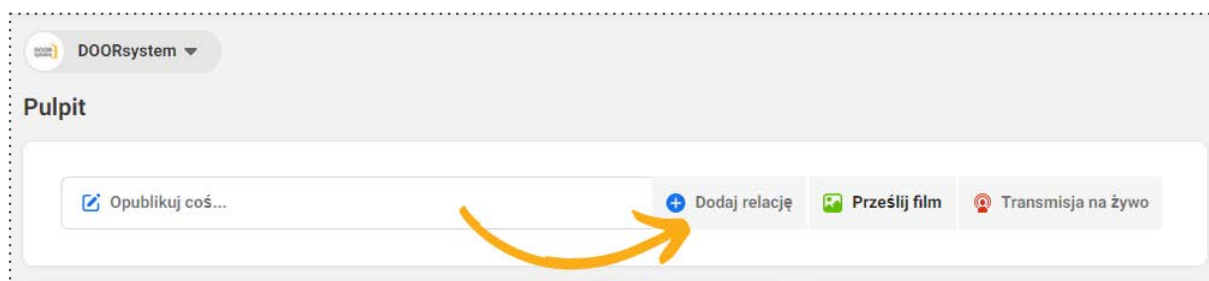 DOORsystem
Pulpit
Opublikuj coś...
Dodaj relację
Prześlij film
Transmisja na żywo